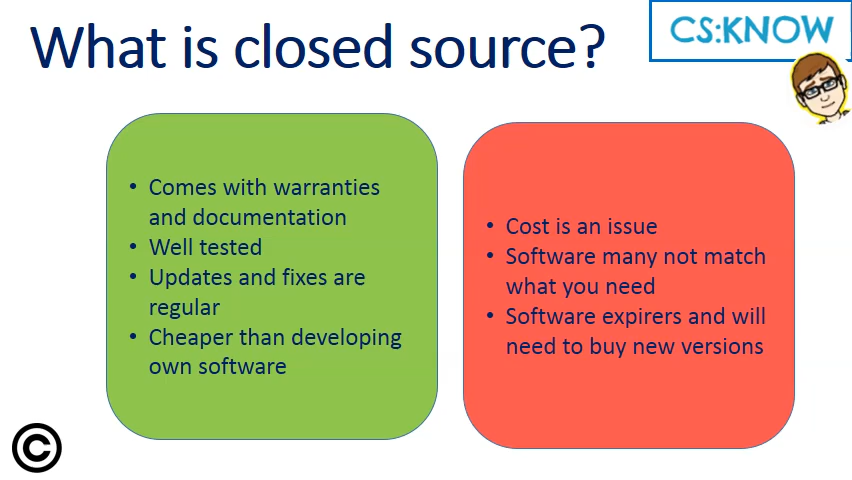 What is closed source?
CS:KNOW
• Comes with warranties
and documentation
• Well tested
• Updates and fixes are
regular
• Cheaper than developing
own software
• Cost is an issue
• Software many not match
what you need
• Software expirers and will
need to buy new versions
©